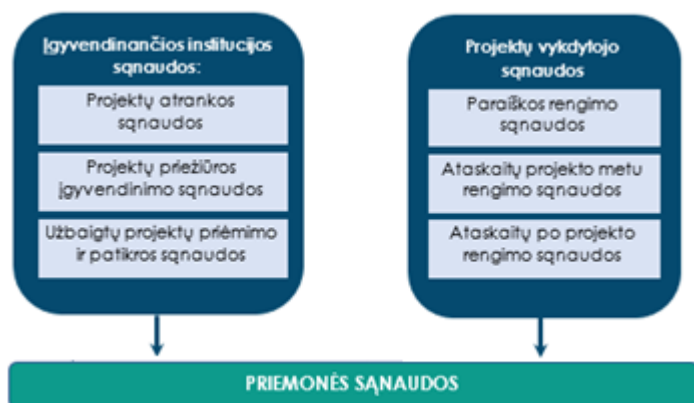 Įgyvendinančios institucijos
sąnaudos:
Projektų atrankos
sąnaudos
Projektų priežiūros
įgyvendinimo sąnaudos
Užbaigtų projektų priėmimo
ir patikros sąnaudos
Projektų vykdytojo
sąnaudos
Paraiškos rengimo
sąnaudos
Ataskaitų projekto metu
rengimo sąnaudos
Ataskaitų po projekto
rengimo sąnaudos
PRIEMONĖS SĄNAUDOS